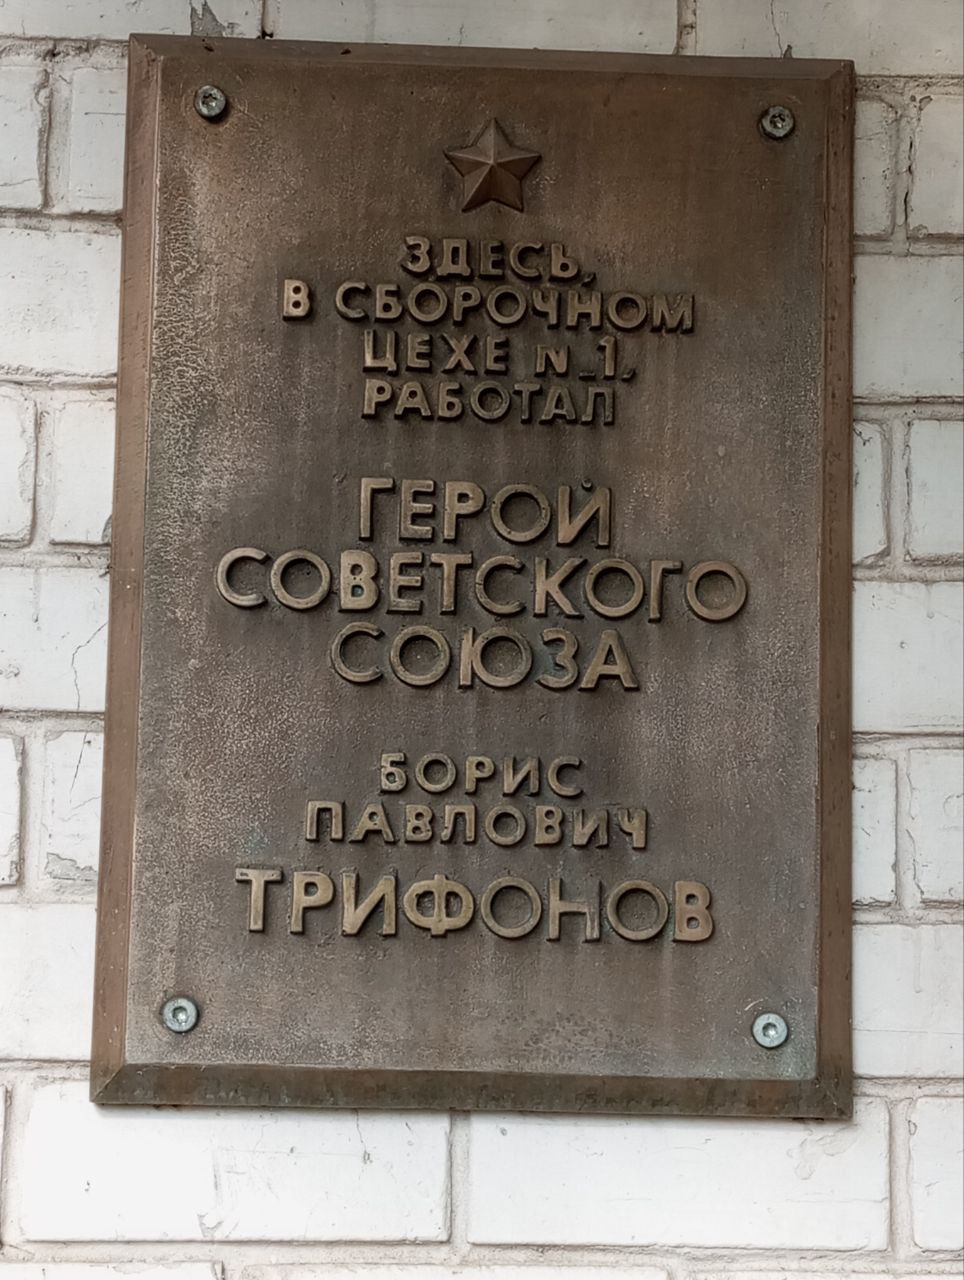 ЗДЕСЬ,
В СБОРОЧНОМ
ЦЕХЕ N_1,
РАБОТАЛ
ГЕРОЙ
СОВЕТСКОГО
СОЮЗА
БОРИС
ПАВЛОВИЧ
ТРИФОНОВ